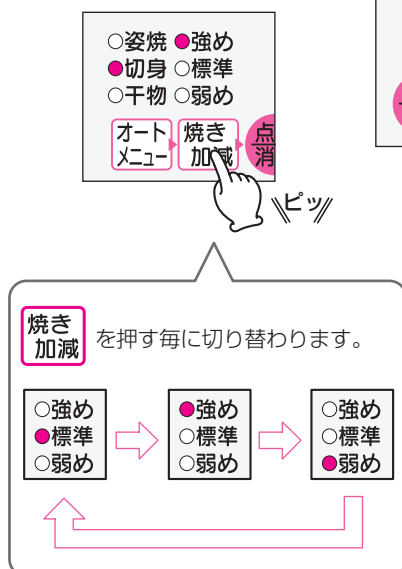 ○姿焼 ●強め
●切身 ○標準
○干物 ○弱め
オート 焼き 点
メニュー 加減 消
ピッ
焼き
加減 を押す毎に切り替わります。
○強め ●強め ○強め
●標準 ○標準 ○標準
○弱め ○弱め ●弱め